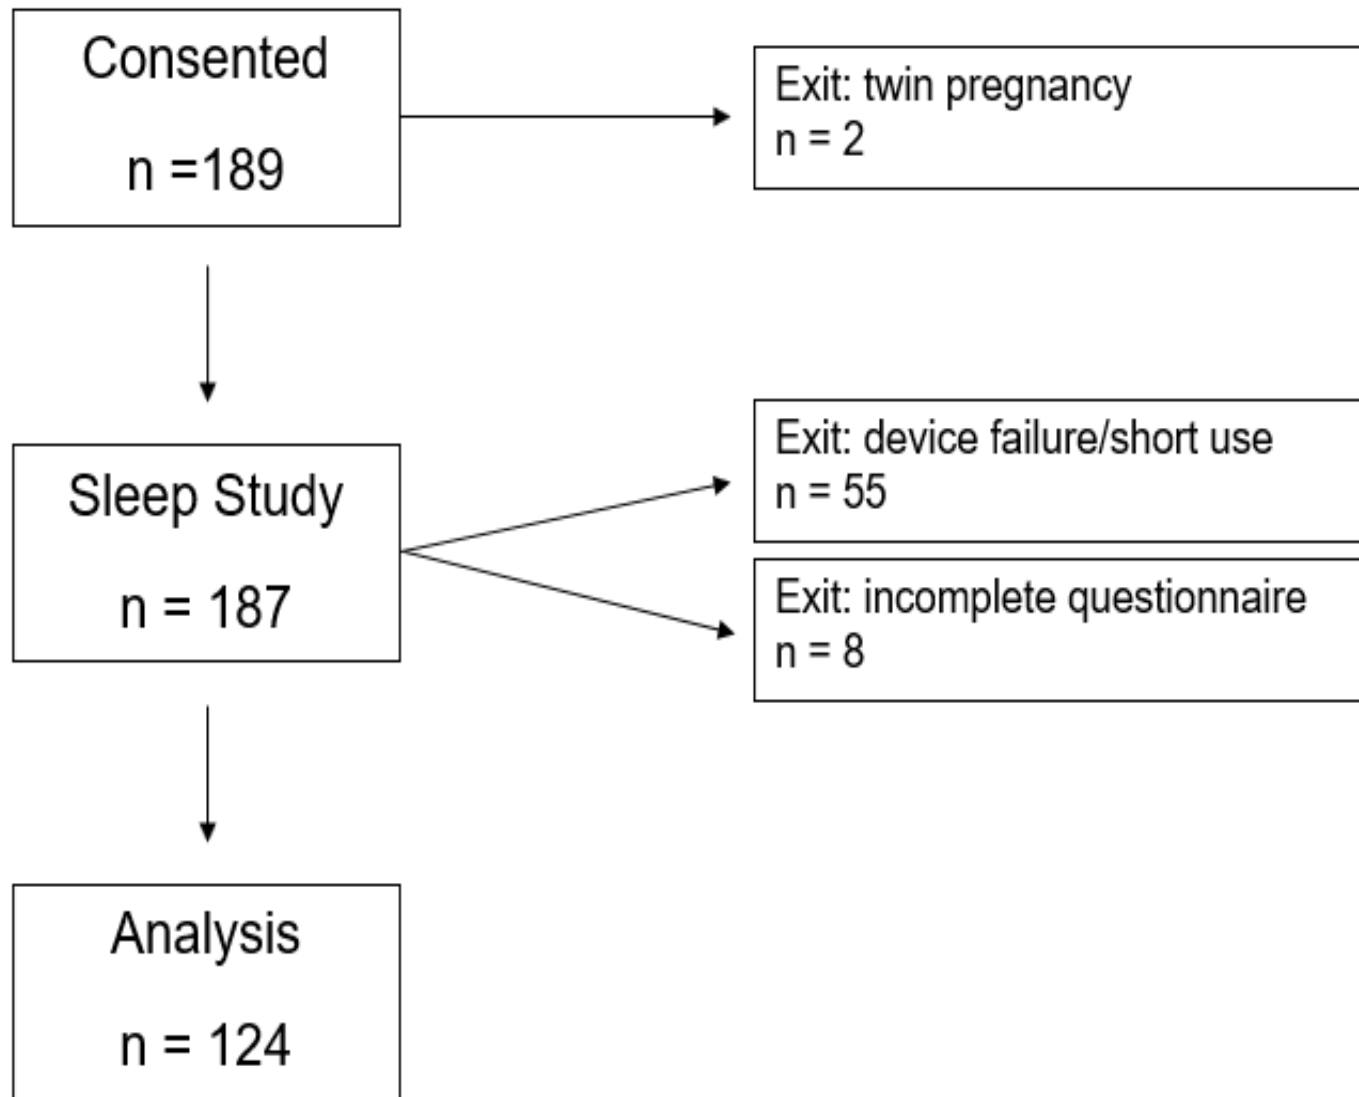 Consented
n =189
Exit: twin pregnancy
n = 2
Sleep Study
n = 187
Exit: device failure/short use
n = 55
Exit: incomplete questionnaire
n = 8
Analysis
n = 124